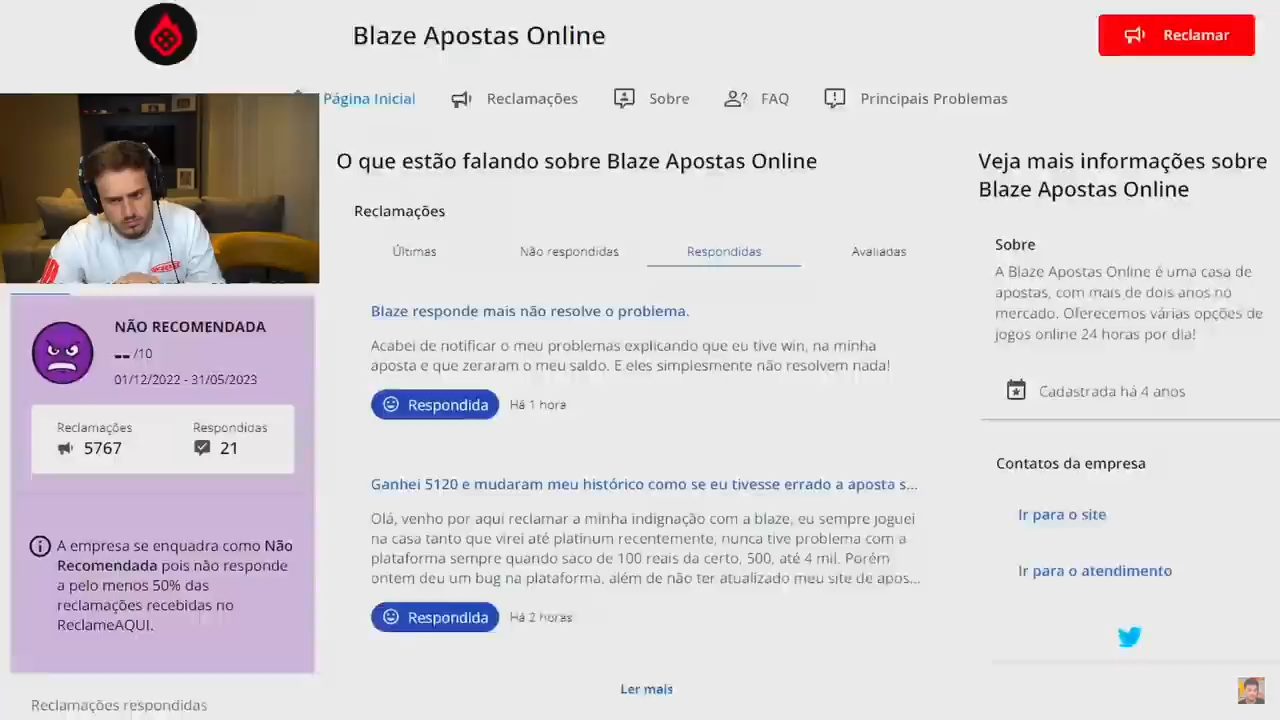 Blaze Apostas Online
Reclamar
Página Inicial
Reclamações
Sobre
FAQ
Principais Problemas
NÃO RECOMENDADA
-- /10
01/12/2022 - 31/05/2023
Reclamações
5767
Respondidas
21
A empresa se enquadra como Não
Recomendada pois não responde
a pelo menos 50% das
reclamações recebidas no
ReclameAQUI.
Reclamações respondidas
O que estão falando sobre Blaze Apostas Online
Reclamações
Últimas
Não respondidas
Respondidas
Avaliadas
Blaze responde mais não resolve o problema.
Acabei de notificar o meu problemas explicando que eu tive win, na minha
aposta e que zeraram o meu saldo. E eles simplesmente não resolvem nada!
Respondida
Há 1 hora
Ganhei 5120 e mudaram meu histórico como se eu tivesse errado a aposta s...
Olá, venho por aqui reclamar a minha indignação com a blaze, eu sempre joguei
na casa tanto que virei até platinum recentemente, nunca tive problema com a
plataforma sempre quando saco de 100 reais da certo, 500, até 4 mil. Porém
ontem deu um bug na plataforma, além de não ter atualizado meu site de apos...
Respondida
Há 2 horas
Ler mais
Veja mais informações sobre
Blaze Apostas Online
Sobre
A Blaze Apostas Online é uma casa de
apostas, com mais de dois anos no
mercado. Oferecemos várias opções de
jogos online 24 horas por dia!
Cadastrada há 4 anos
Contatos da empresa
Ir para o site
Ir para o atendimento